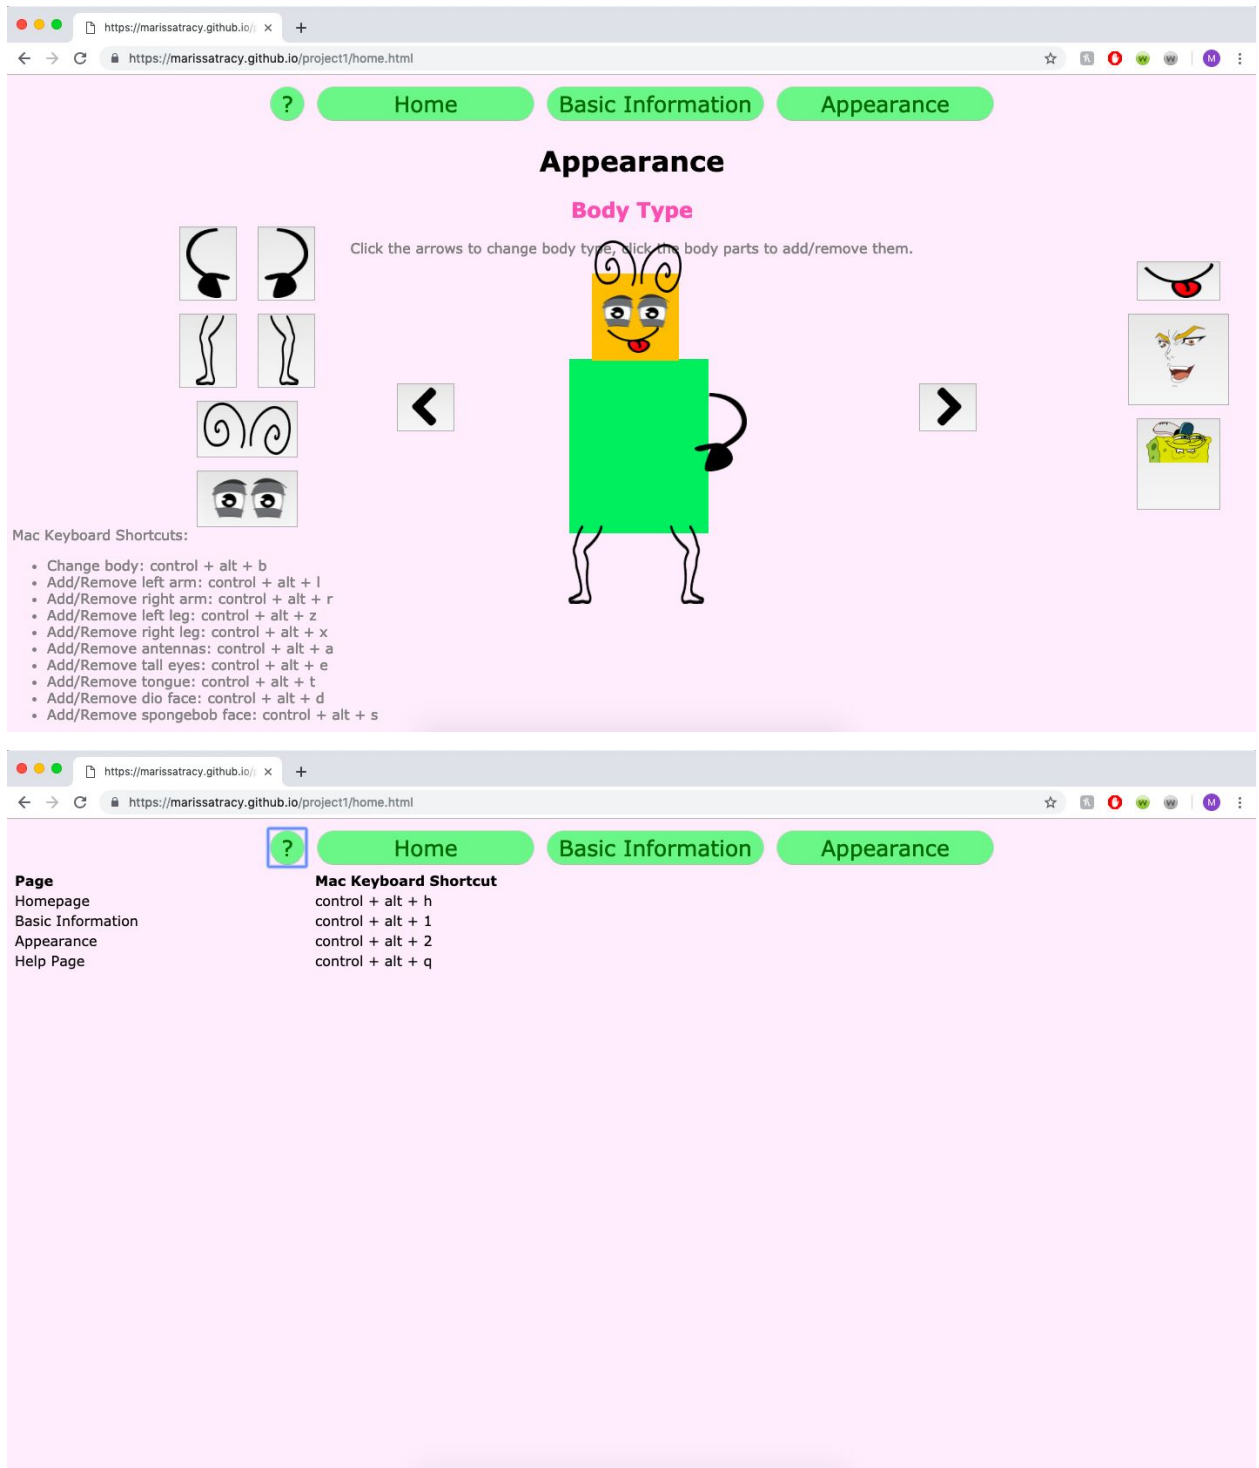 https://marissatracy.github.io/
https://marissatracy.github.io/project1/home.html
M
? Home Basic Information Appearance
Appearance
Body Type
Click the arrows to change body type, click the body parts to add/remove them.
Mac Keyboard Shortcuts:
• Change body: control + alt + b
• Add/Remove left arm: control + alt + l
• Add/Remove right arm: control + alt + r
• Add/Remove left leg: control + alt + z
• Add/Remove right leg: control + alt + x
• Add/Remove antennas: control + alt + a
• Add/Remove tall eyes: control + alt + e
• Add/Remove tongue: control + alt + t
• Add/Remove dio face: control + alt + d
• Add/Remove spongebob face: control + alt + s
https://marissatracy.github.io/
https://marissatracy.github.io/project1/home.html
M
? Home Basic Information Appearance
Page Mac Keyboard Shortcut
Homepage control + alt + h
Basic Information control + alt + 1
Appearance control + alt + 2
Help Page control + alt + q